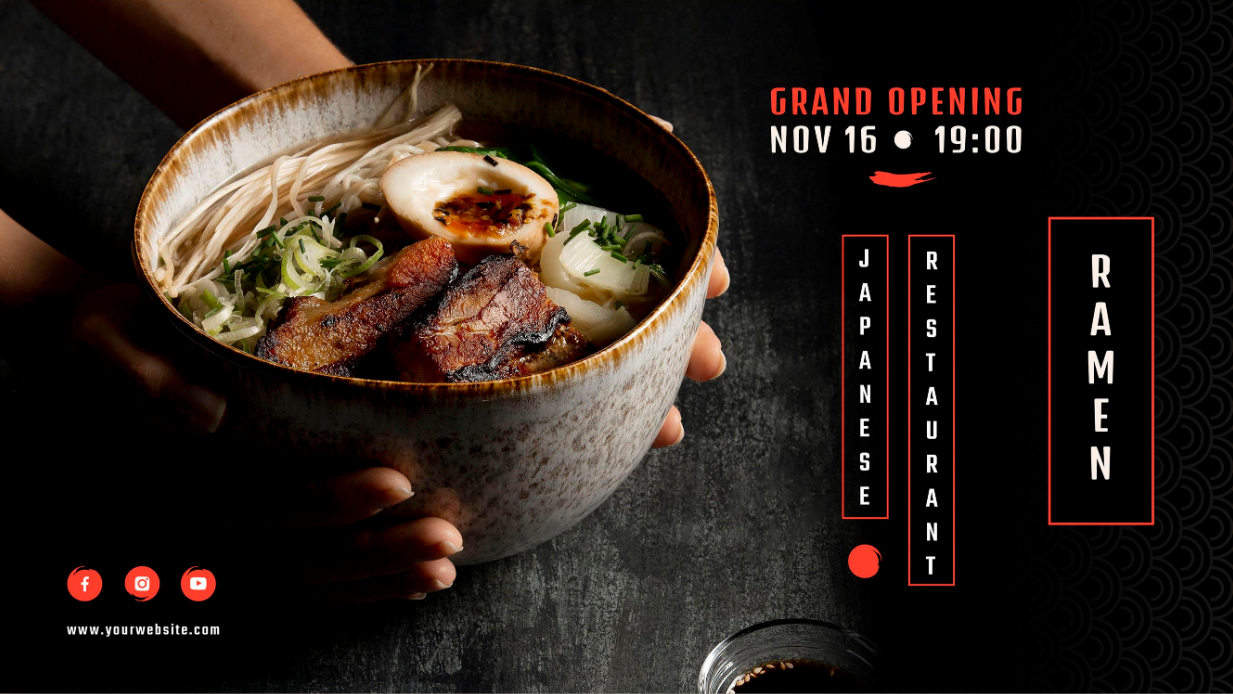 GRAND OPENING
NOV 16 19:00
JAPANESE
RESTAURANT
RAMEN
www.yourwebsite.com